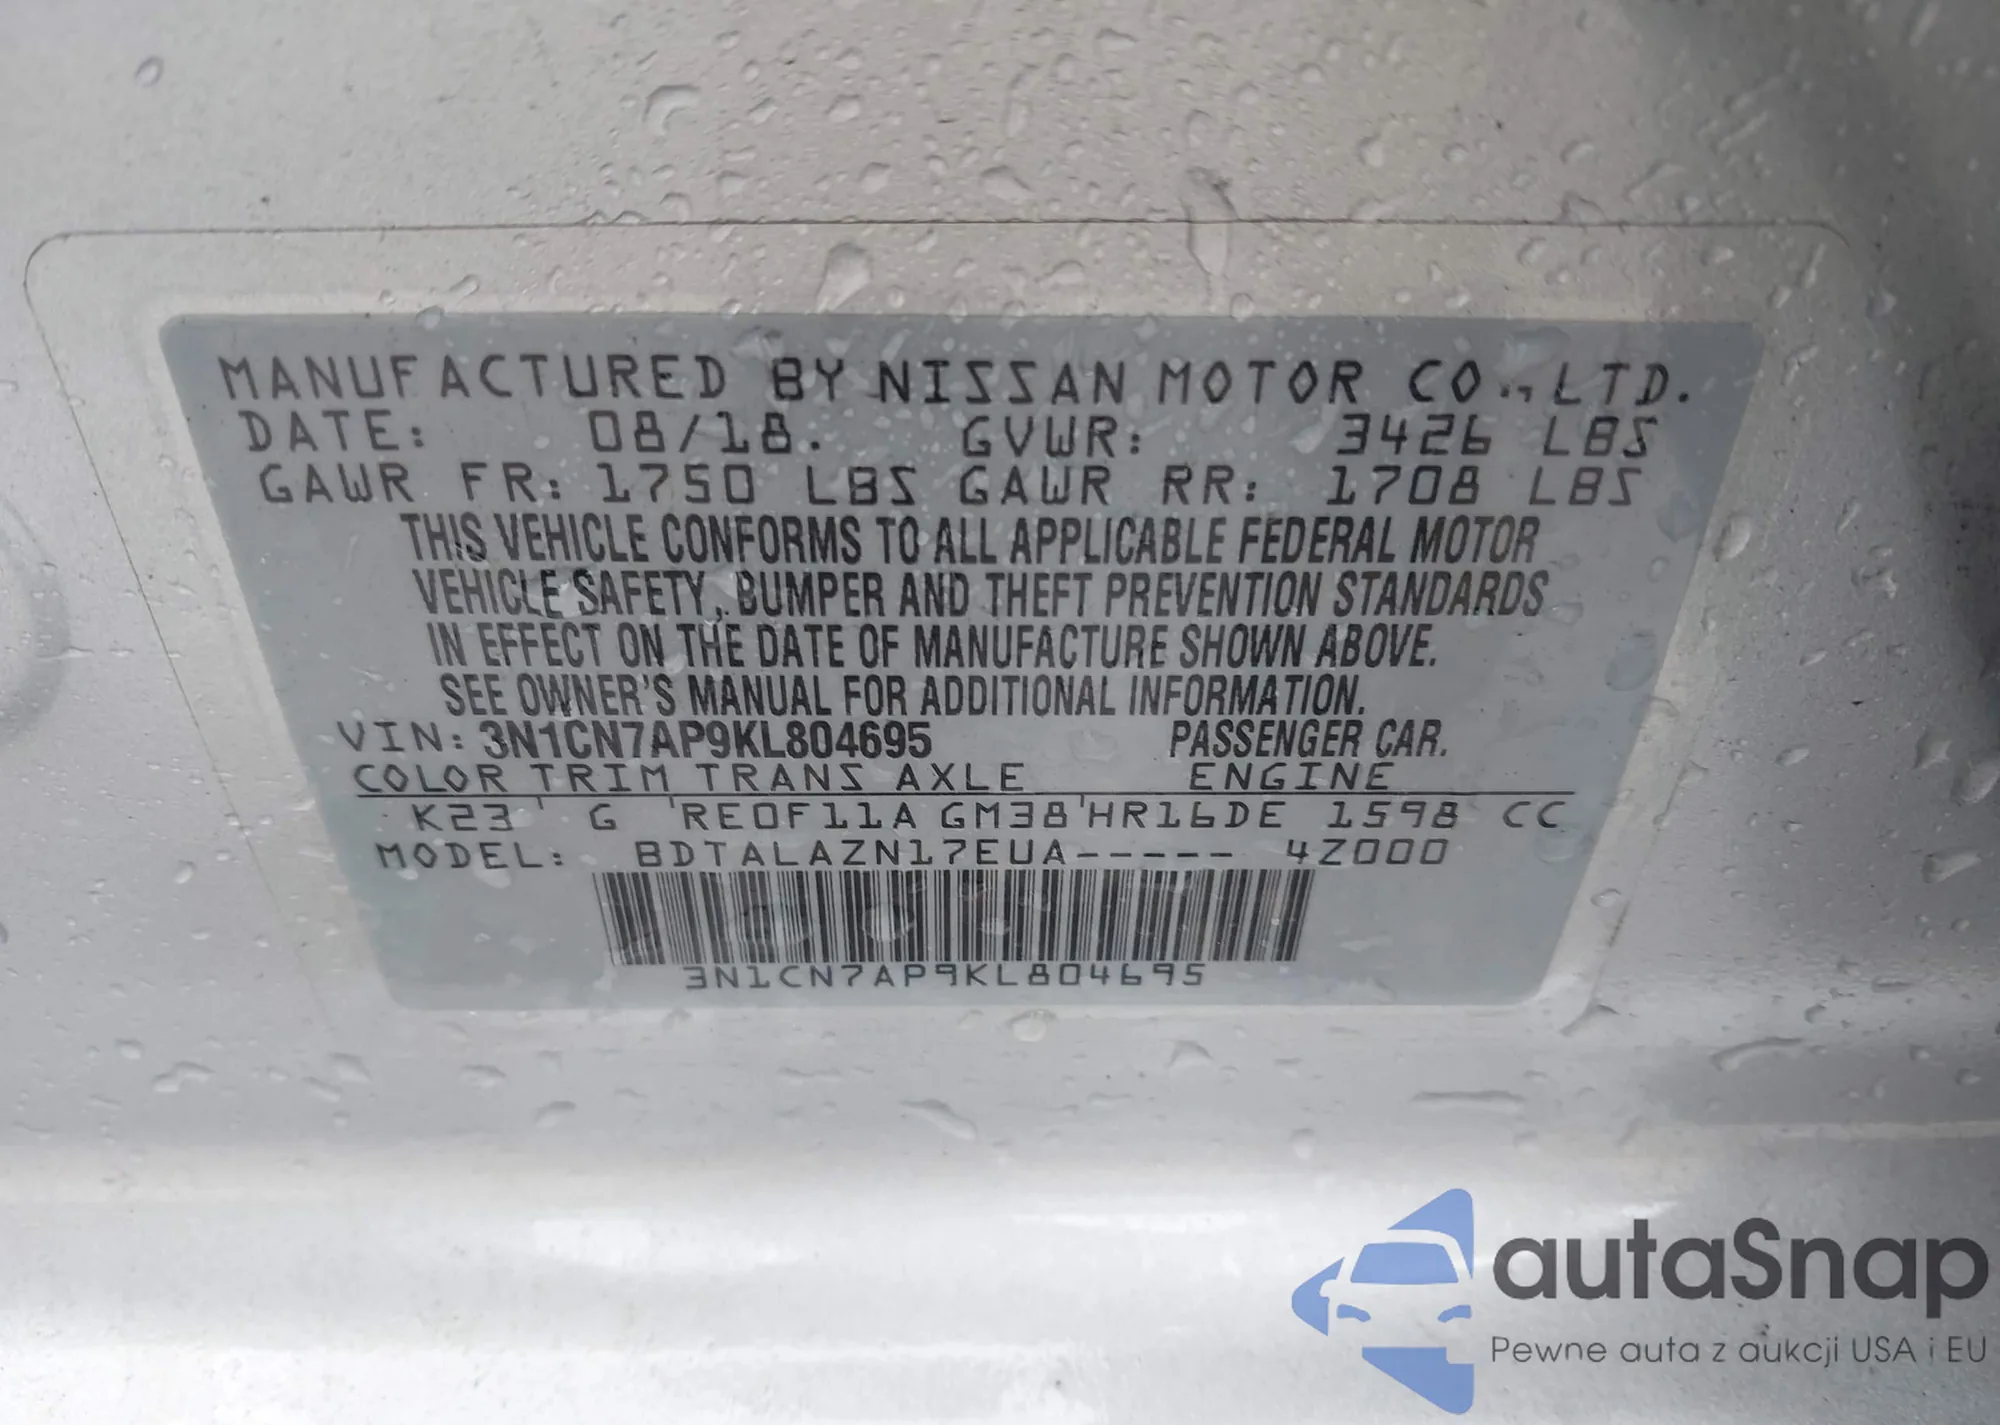 MANUFACTURED BY NISSAN MOTOR CO., LTD.
DATE: 08/18. GVWR: 3426 LBS
GAWR FR: 1750 LBS GAWR RR: 1708 LBS
THIS VEHICLE CONFORMS TO ALL APPLICABLE FEDERAL MOTOR
VEHICLE SAFETY, BUMPER AND THEFT PREVENTION STANDARDS
IN EFFECT ON THE DATE OF MANUFACTURE SHOWN ABOVE.
SEE OWNER'S MANUAL FOR ADDITIONAL INFORMATION.
VIN: 3N1CN7AP9KL804695 PASSENGER CAR.
COLOR TRIM TRANS AXLE ENGINE
K23 ' G 'RE0F11A GM38'HR16DE 1598 CC
MODEL: BDTALAZN17EUA----- 4Z000
3N1CN7AP9KL804695
autaSnap
Pewne auta z aukcji USA i EU